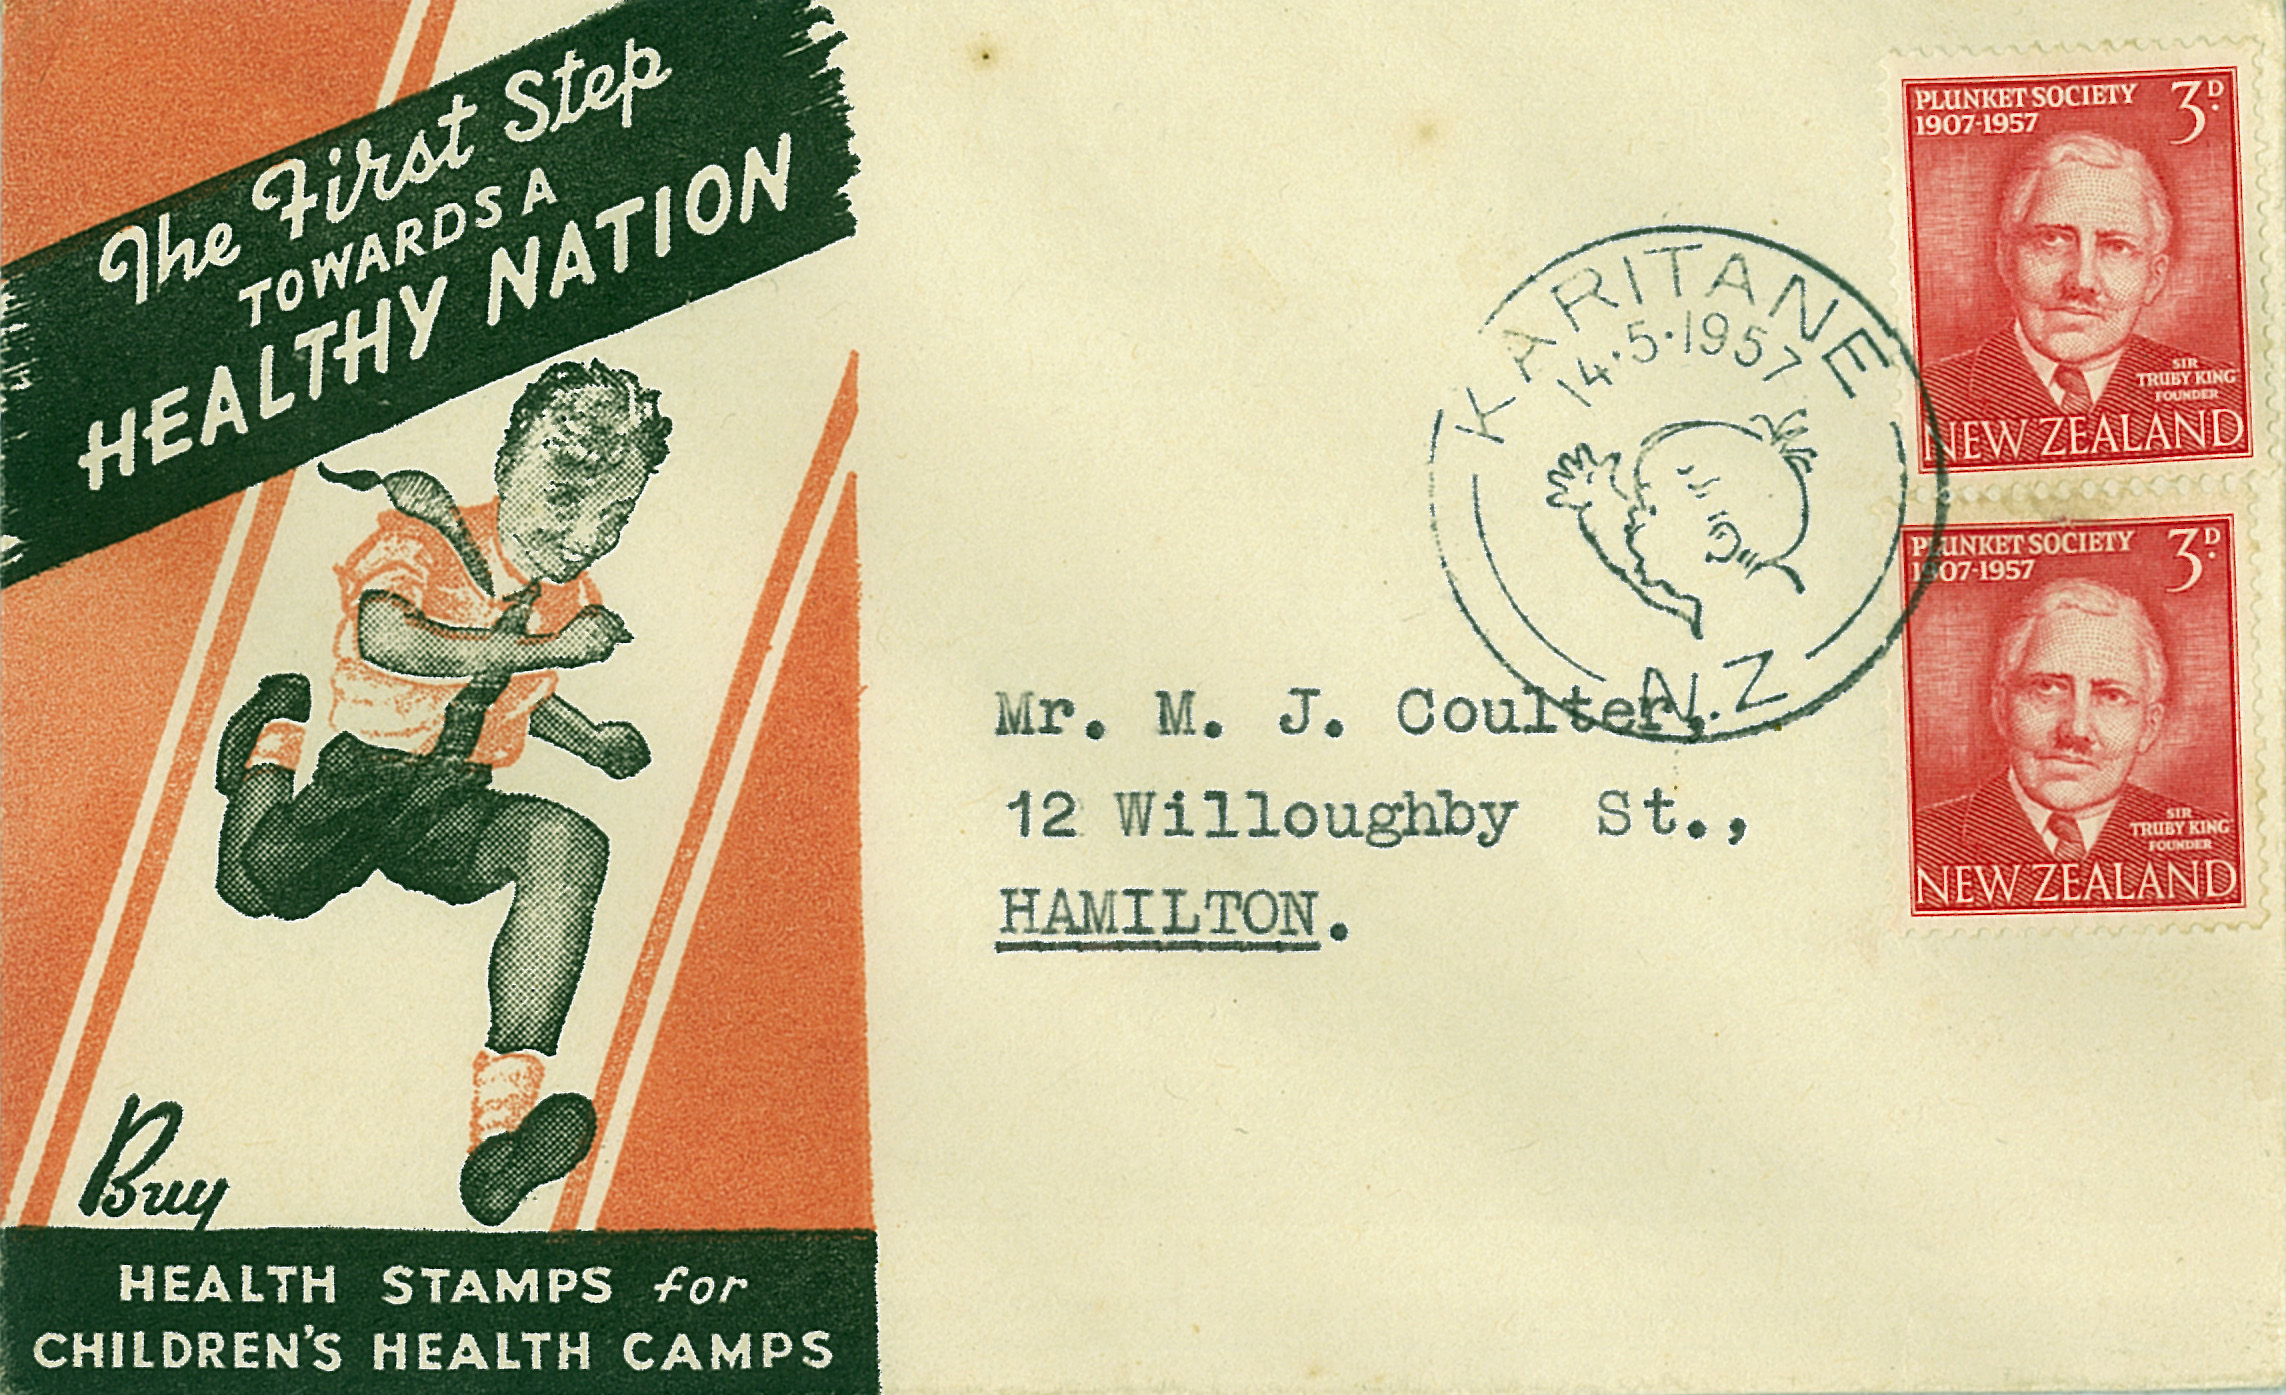 The First Step
TOWARDS A
HEALTHY NATION
Buy
HEALTH STAMPS for
CHILDREN'S HEALTH CAMPS
KARITANE
14·5·1957
N.Z
Mr. M. J. Coulter,
12 Willoughby St.,
HAMILTON.
PLUNKET SOCIETY 3D.
1907-1957
SIR
TRUBY KING
FOUNDER
NEW ZEALAND
PLUNKET SOCIETY 3D.
1907-1957
SIR
TRUBY KING
FOUNDER
NEW ZEALAND